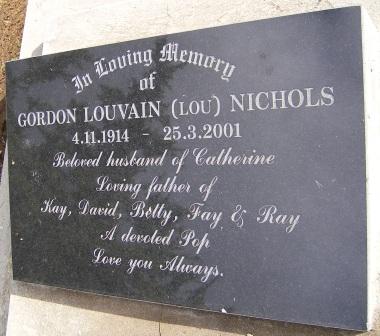 In Loving Memory
of
GORDON LOUVAIN (LOU) NICHOLS
4.11.1914 - 25.3.2001
Beloved husband of Catherine
Loving father of
Kay, David, Betty, Fay & Ray
A devoted Pop
Love you Always.